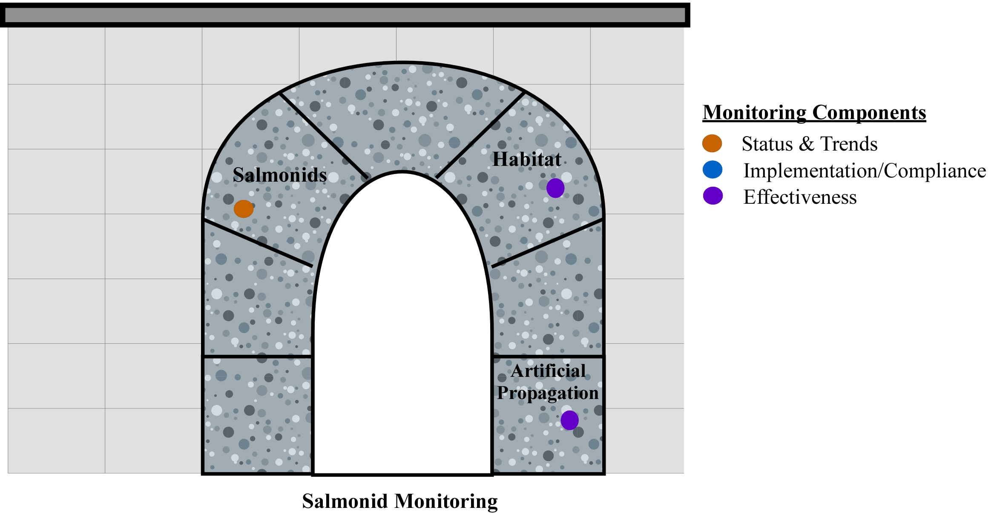 Monitoring Components
Status & Trends
Implementation/Compliance
Effectiveness
Habitat
Salmonids
Artificial
Propagation
Salmonid Monitoring